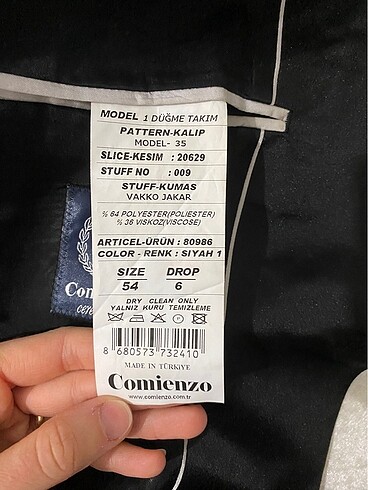 MODEL 1 DÜĞME TAKIM
PATTERN-KALIP
MODEL- 35
SLICE-KESIM : 20629
STUFF NO : 009
STUFF-KUMAS
VAKKO JAKAR
% 64 POLYESTER(POLIESTER)
% 36 VISKOZ(VISCOSE)
ARTICEL-ÜRÜN : 80986
COLOR - RENK : SIYAH 1
SIZE DROP
54 6
DRY CLEAN ONLY
YALNIZ KURU TEMIZLEME
8 680573 732410
MADE IN TÜRKIYE
Comienzo
www.comienzo.com.tr